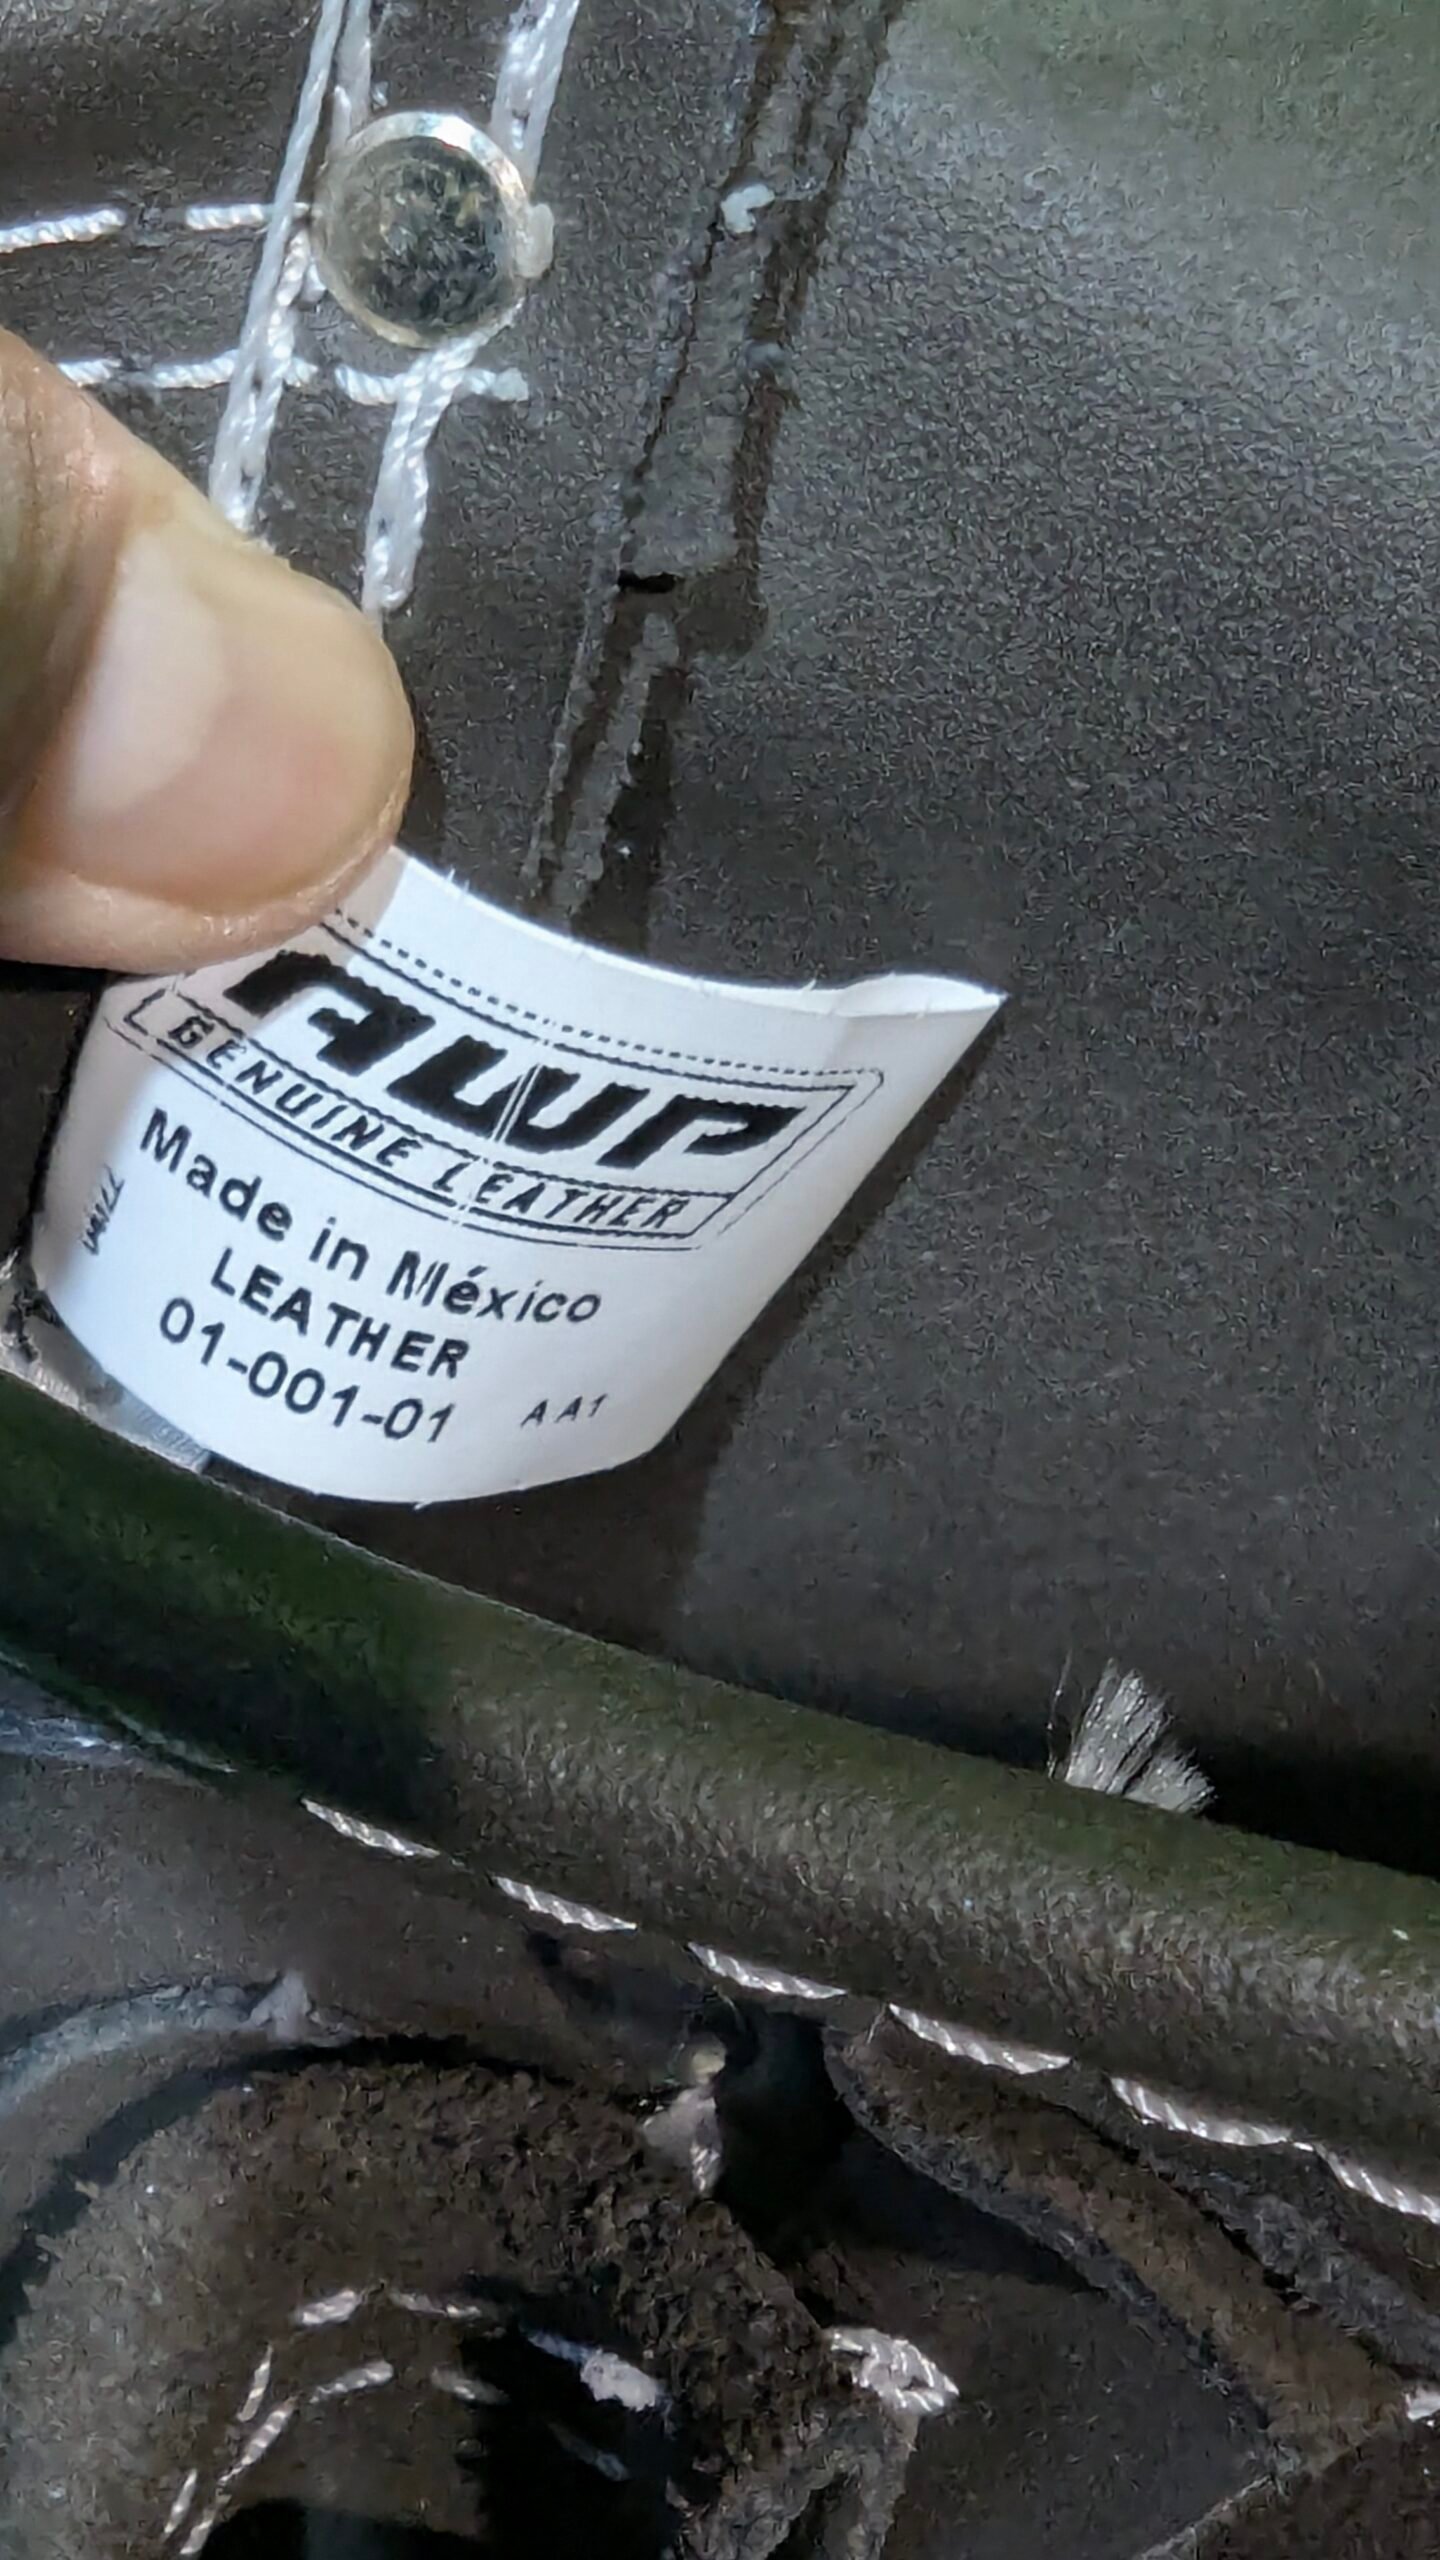 AWP
GENUINE LEATHER
Made in México
LEATHER
01-001-01
AA1